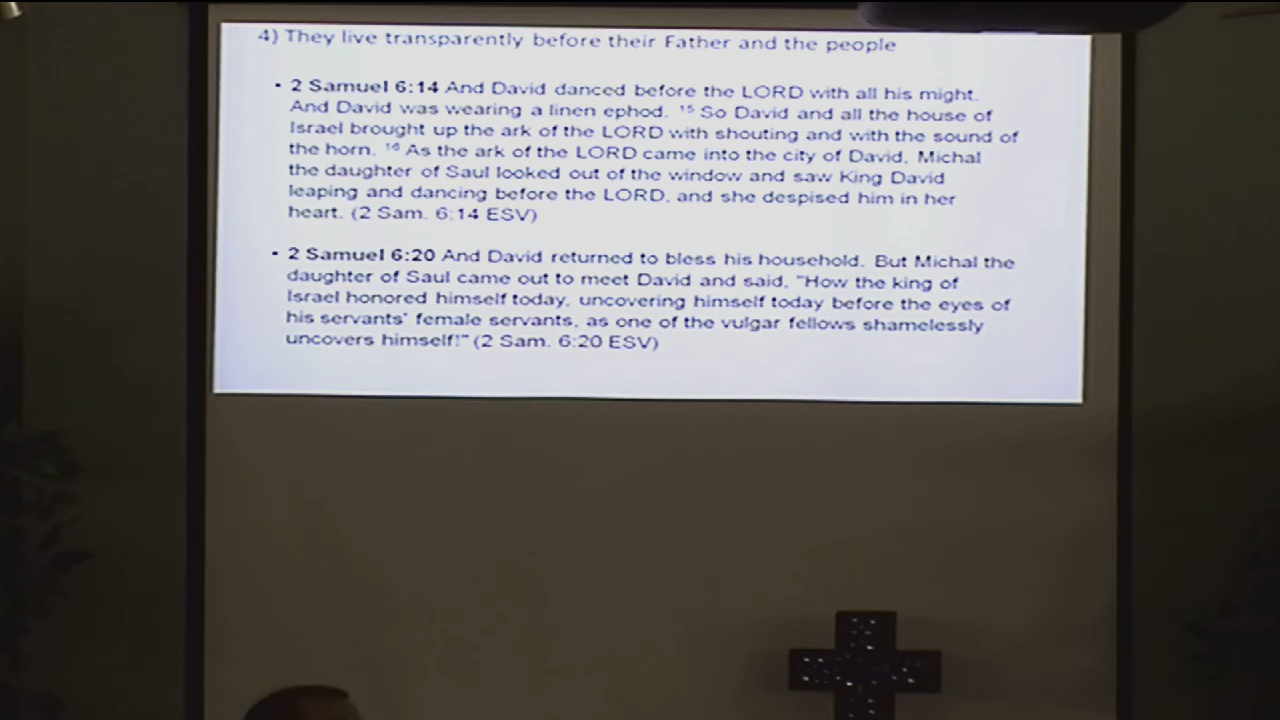 4) They live transparently before their Father and the people
• 2 Samuel 6:14 And David danced before the LORD with all his might.
And David was wearing a linen ephod. ¹⁵ So David and all the house of
Israel brought up the ark of the LORD with shouting and with the sound of
the horn. ¹⁶ As the ark of the LORD came into the city of David, Michal
the daughter of Saul looked out of the window and saw King David
leaping and dancing before the LORD, and she despised him in her
heart. (2 Sam. 6:14 ESV)
• 2 Samuel 6:20 And David returned to bless his household. But Michal the
daughter of Saul came out to meet David and said, "How the king of
Israel honored himself today, uncovering himself today before the eyes of
his servants' female servants, as one of the vulgar fellows shamelessly
uncovers himself!" (2 Sam. 6:20 ESV)